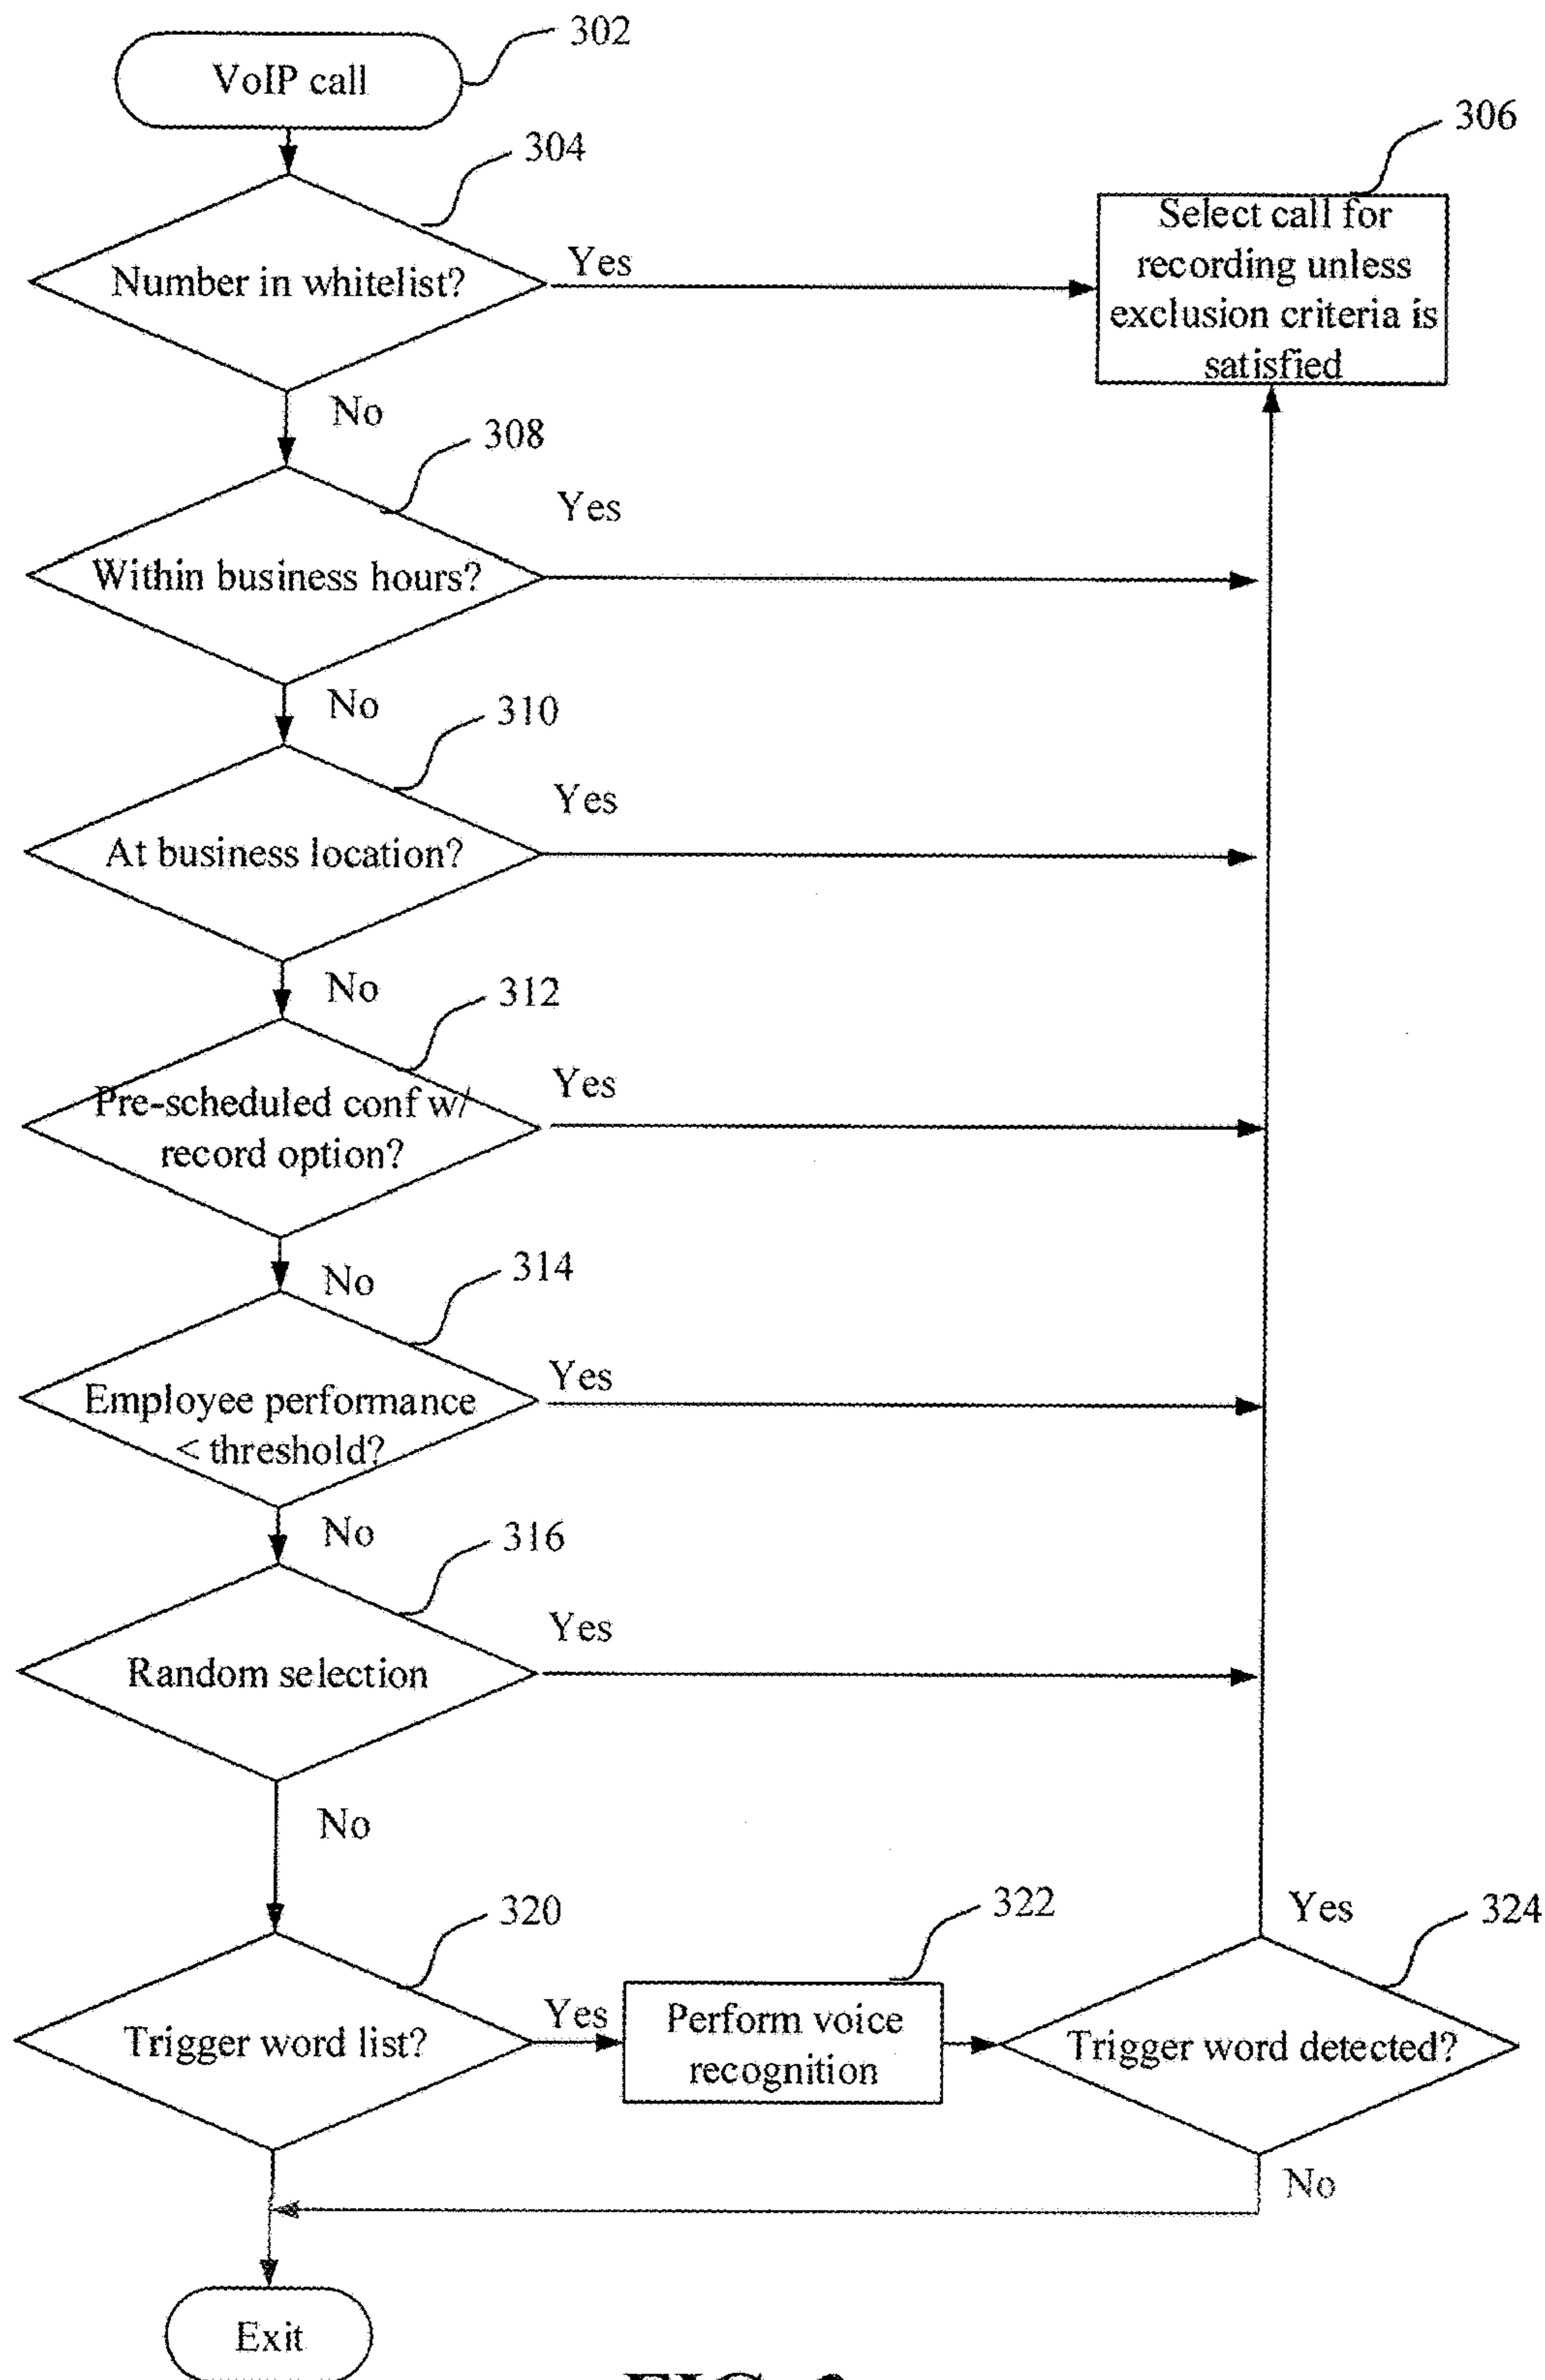 302
VoIP call
304
306
Number in whitelist?
Yes
Select call for
recording unless
exclusion criteria is
satisfied
No
308
Yes
Within business hours?
No
310
Yes
At business location?
No
312
Yes
Pre-scheduled conf w/
record option?
No
314
Yes
Employee performance
< threshold?
No
316
Yes
Random selection
No
320
322
Yes
324
Trigger word list?
Yes
Perform voice
recognition
Trigger word detected?
No
Exit